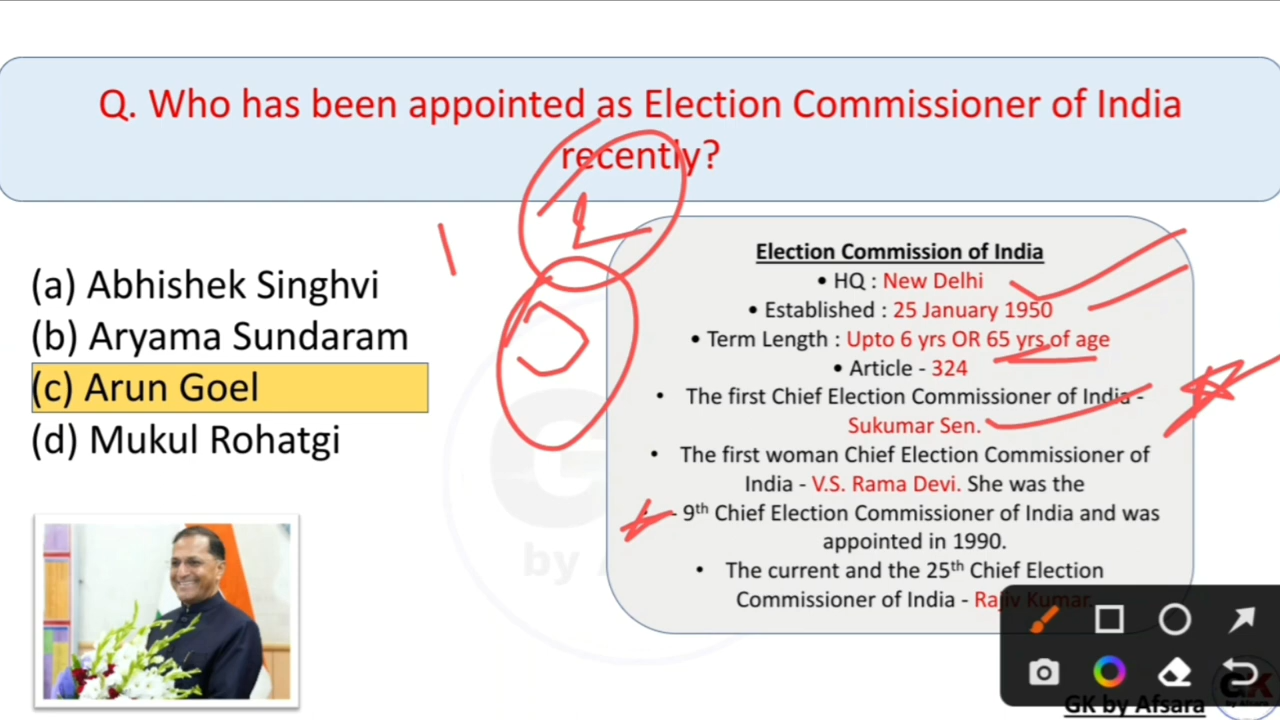 Q. Who has been appointed as Election Commissioner of India
recently?
(a) Abhishek Singhvi
(b) Aryama Sundaram
(c) Arun Goel
(d) Mukul Rohatgi
Election Commission of India
• HQ : New Delhi
• Established : 25 January 1950
• Term Length : Upto 6 yrs OR 65 yrs of age
• Article - 324
• The first Chief Election Commissioner of India -
Sukumar Sen.
• The first woman Chief Election Commissioner of
India - V.S. Rama Devi. She was the
- 9th Chief Election Commissioner of India and was
appointed in 1990.
• The current and the 25th Chief Election
Commissioner of India - Rajiv Kumar.
GK by Afsara